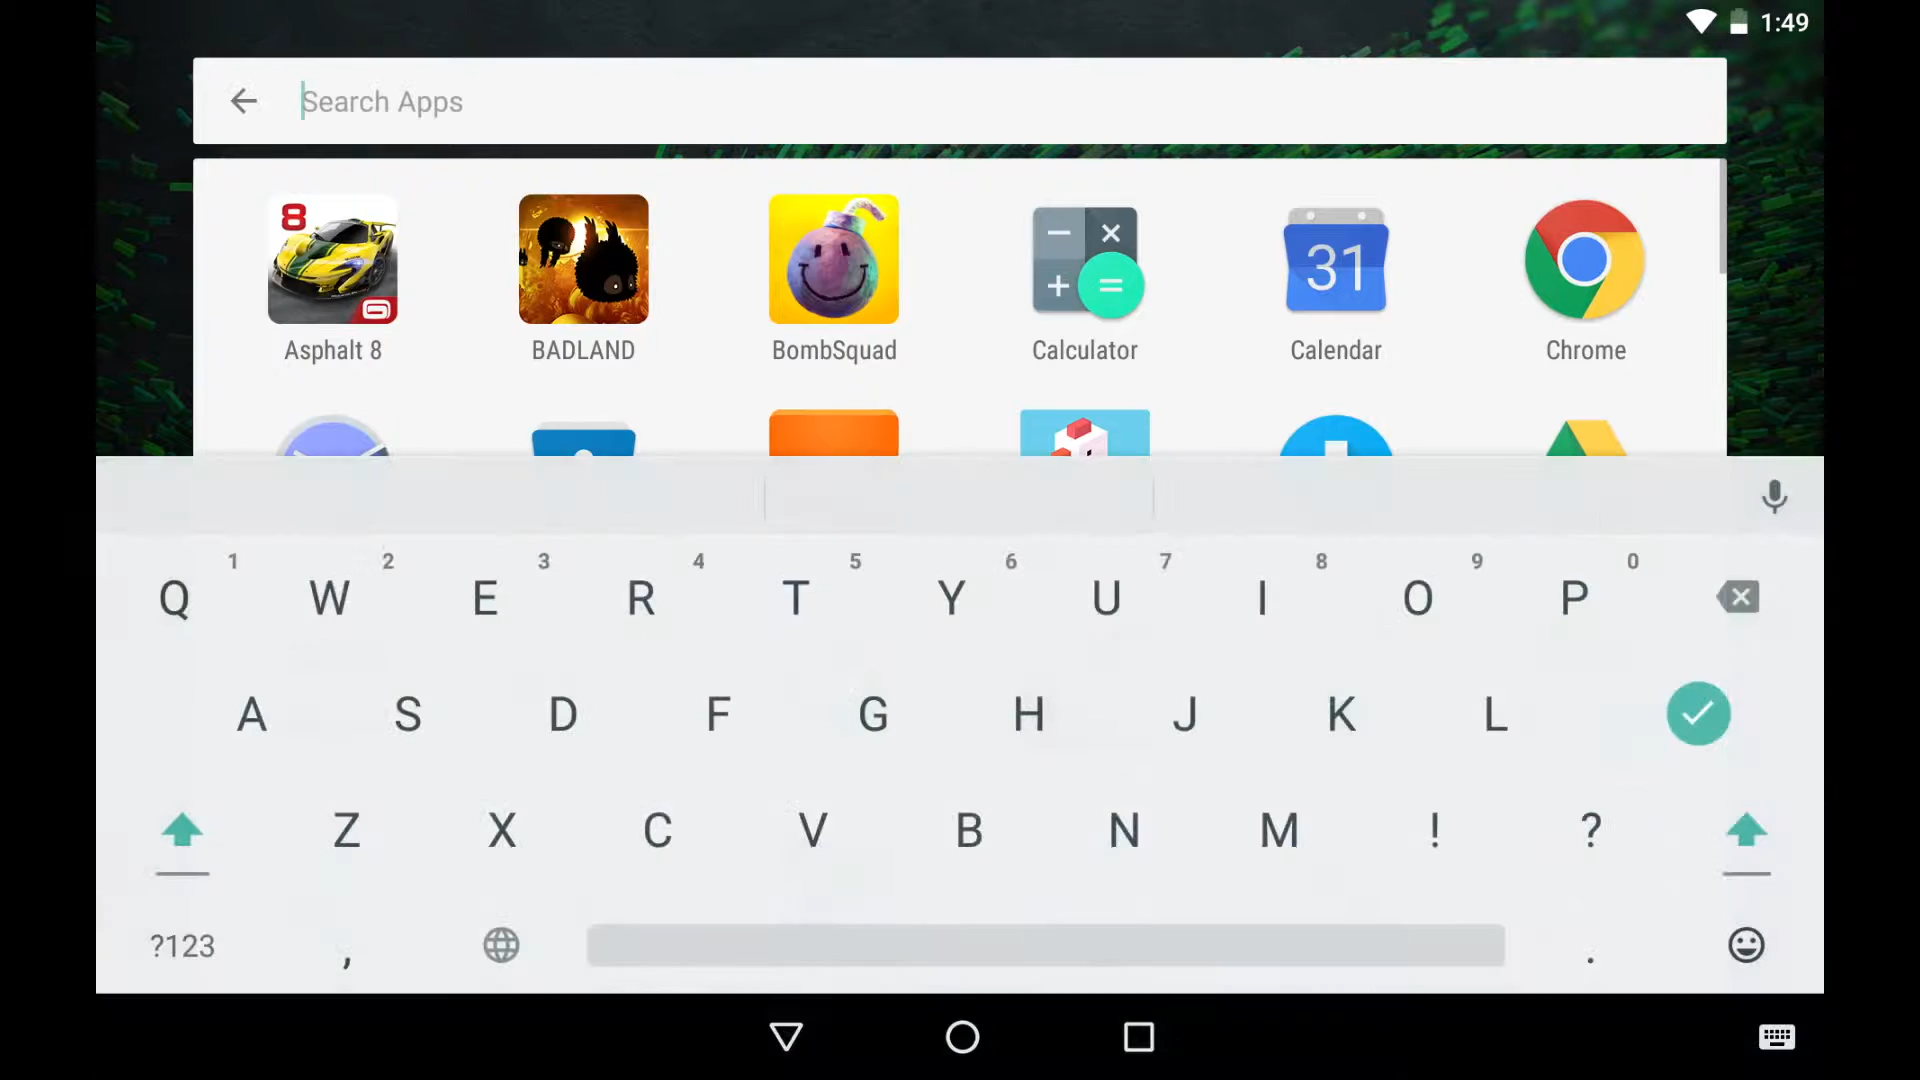 1:49
Search Apps
8
31
Asphalt 8 BADLAND BombSquad Calculator Calendar Chrome
1 2 3 4 5 6 7 8 9 0
Q W E R T Y U I O P
A S D F G H J K L
Z X C V B N M ! ?
?123 , .